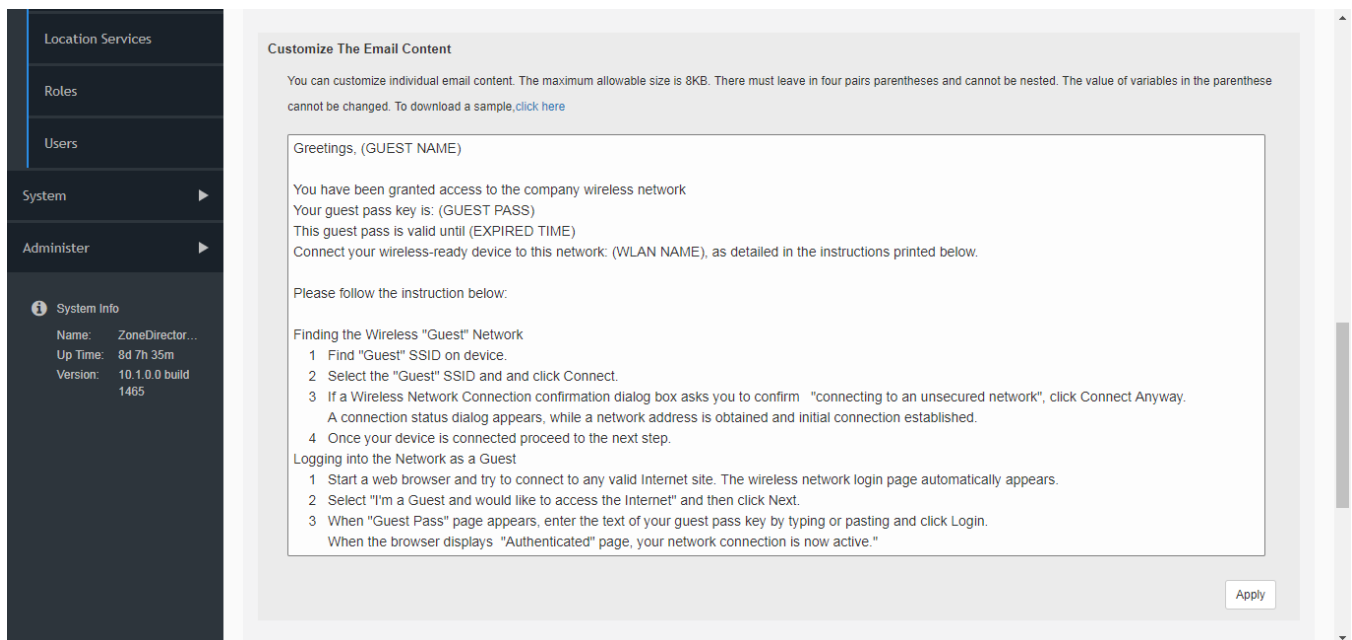 Location Services
Roles
Users
System
Administer
System Info
Name: ZoneDirector...
Up Time: 8d 7h 35m
Version: 10.1.0.0 build
1465
Customize The Email Content
You can customize individual email content. The maximum allowable size is 8KB. There must leave in four pairs parentheses and cannot be nested. The value of variables in the parenthese
cannot be changed. To download a sample,click here
Greetings, (GUEST NAME)
You have been granted access to the company wireless network
Your guest pass key is: (GUEST PASS)
This guest pass is valid until (EXPIRED TIME)
Connect your wireless-ready device to this network: (WLAN NAME), as detailed in the instructions printed below.
Please follow the instruction below:
Finding the Wireless "Guest" Network
1 Find "Guest" SSID on device.
2 Select the "Guest" SSID and and click Connect.
3 If a Wireless Network Connection confirmation dialog box asks you to confirm "connecting to an unsecured network", click Connect Anyway.
A connection status dialog appears, while a network address is obtained and initial connection established.
4 Once your device is connected proceed to the next step.
Logging into the Network as a Guest
1 Start a web browser and try to connect to any valid Internet site. The wireless network login page automatically appears.
2 Select "I'm a Guest and would like to access the Internet" and then click Next.
3 When "Guest Pass" page appears, enter the text of your guest pass key by typing or pasting and click Login.
When the browser displays "Authenticated" page, your network connection is now active."
Apply